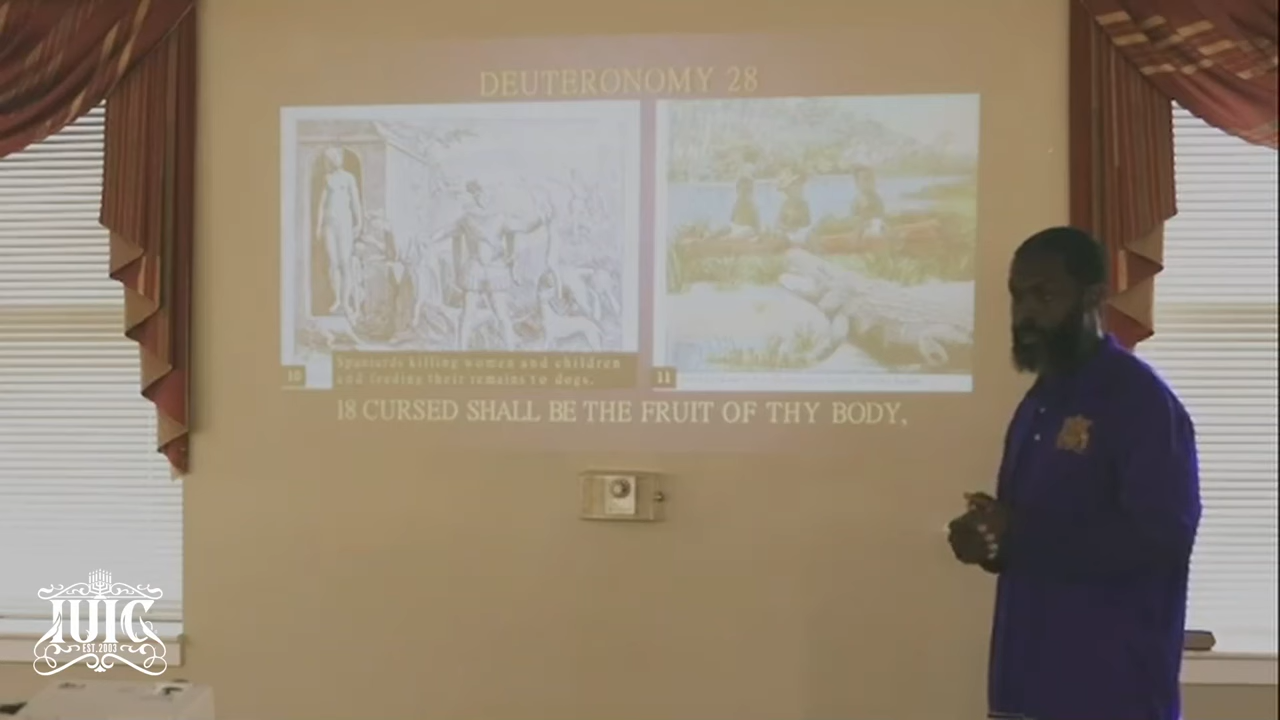 DEUTERONOMY 28
Spaniards killing women and children
and feeding their remains to dogs.
10
11
18 CURSED SHALL BE THE FRUIT OF THY BODY,
IUIC
EST. 2003